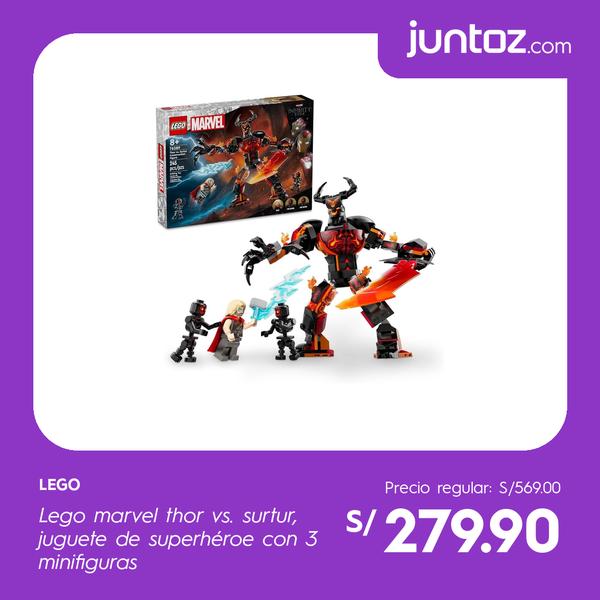 juntoz.com
LEGO
MARVEL
8+
LEGO
Precio regular: S/569.00
Lego marvel thor vs. surtur,
juguete de superhéroe con 3
minifiguras
S/ 279.90